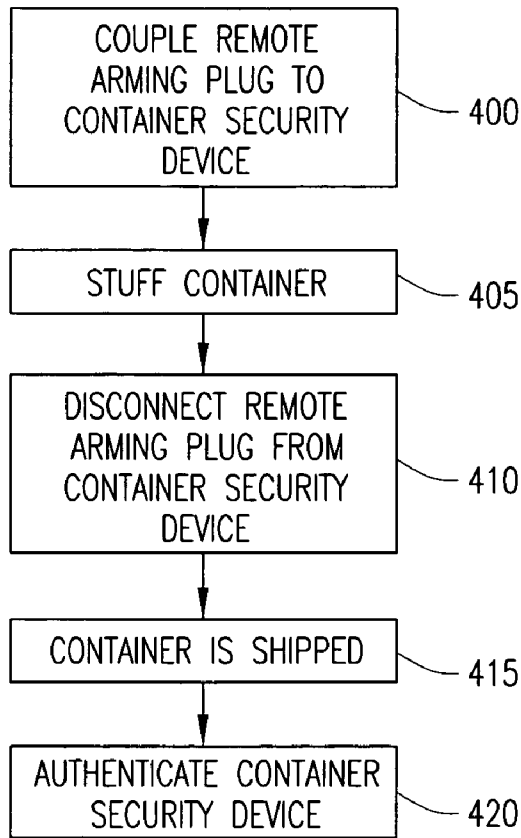 COUPLE REMOTE
ARMING PLUG TO
CONTAINER SECURITY
DEVICE
400
STUFF CONTAINER
405
DISCONNECT REMOTE
ARMING PLUG FROM
CONTAINER SECURITY
DEVICE
410
CONTAINER IS SHIPPED
415
AUTHENTICATE CONTAINER
SECURITY DEVICE
420